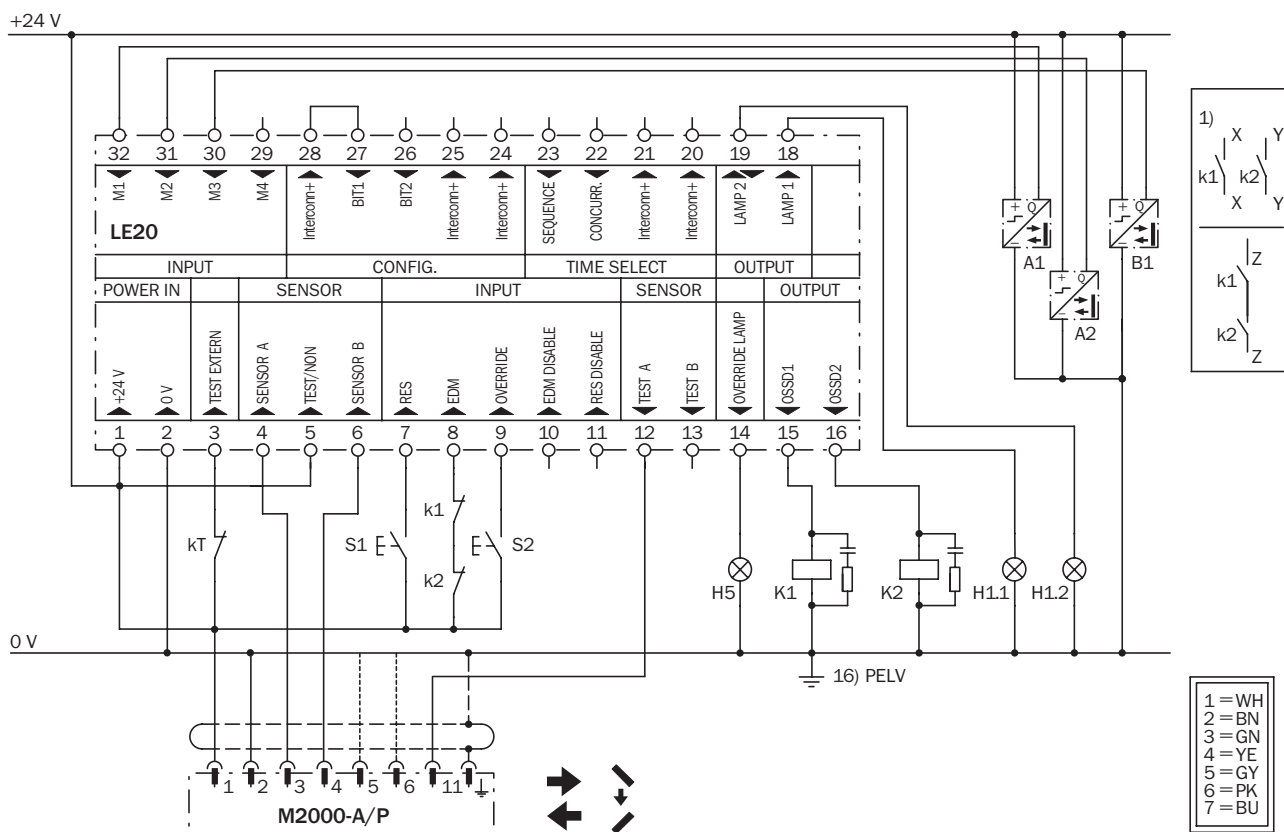 +24 V
32 31 30 29 28 27 26 25 24 23 22 21 20 19 18
M1 M2 M3 M4 Interconn+ BIT1 BIT2 Interconn+ Interconn+ SEQUENCE CONCURR. Interconn+ Interconn+ LAMP 2 LAMP 1
LE20
INPUT CONFIG. TIME SELECT OUTPUT
POWER IN SENSOR INPUT SENSOR OUTPUT
+24 V 0 V TEST EXTERN SENSOR A TEST/NON SENSOR B RES EDM OVERRIDE EDM DISABLE RES DISABLE TEST A TEST B OVERRIDE LAMP OSSD1 OSSD2
1 2 3 4 5 6 7 8 9 10 11 12 13 14 15 16
+ Q
−
A1
+ Q
−
A2
+ Q
−
B1
1)
X Y
k1 k2
X Y
Z
k1
k2
Z
kT S1 k1 S2
k2
H5 K1 K2 H1.1 H1.2
0 V
16) PELV
1 2 3 4 5 6 11
M2000-A/P
1 = WH
2 = BN
3 = GN
4 = YE
5 = GY
6 = PK
7 = BU